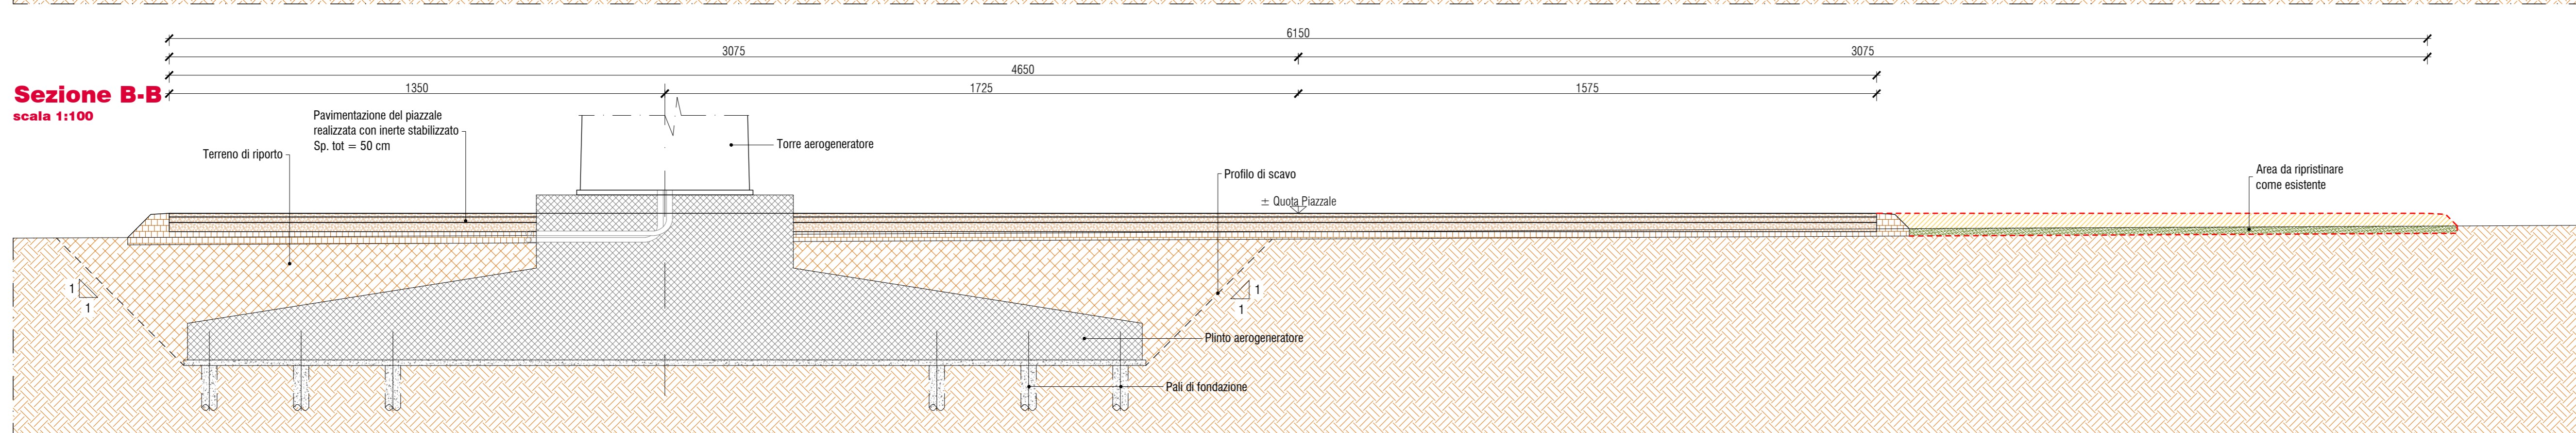 6150
3075
3075
4650
1350
1725
1575
Sezione B-B
scala 1:100
Pavimentazione del piazzale
realizzata con inerte stabilizzato
Sp. tot = 50 cm
Terreno di riporto
Torre aerogeneratore
Profilo di scavo
± Quota Piazzale
Area da ripristinare
come esistente
1
1
1
1
Plinto aerogeneratore
Pali di fondazione